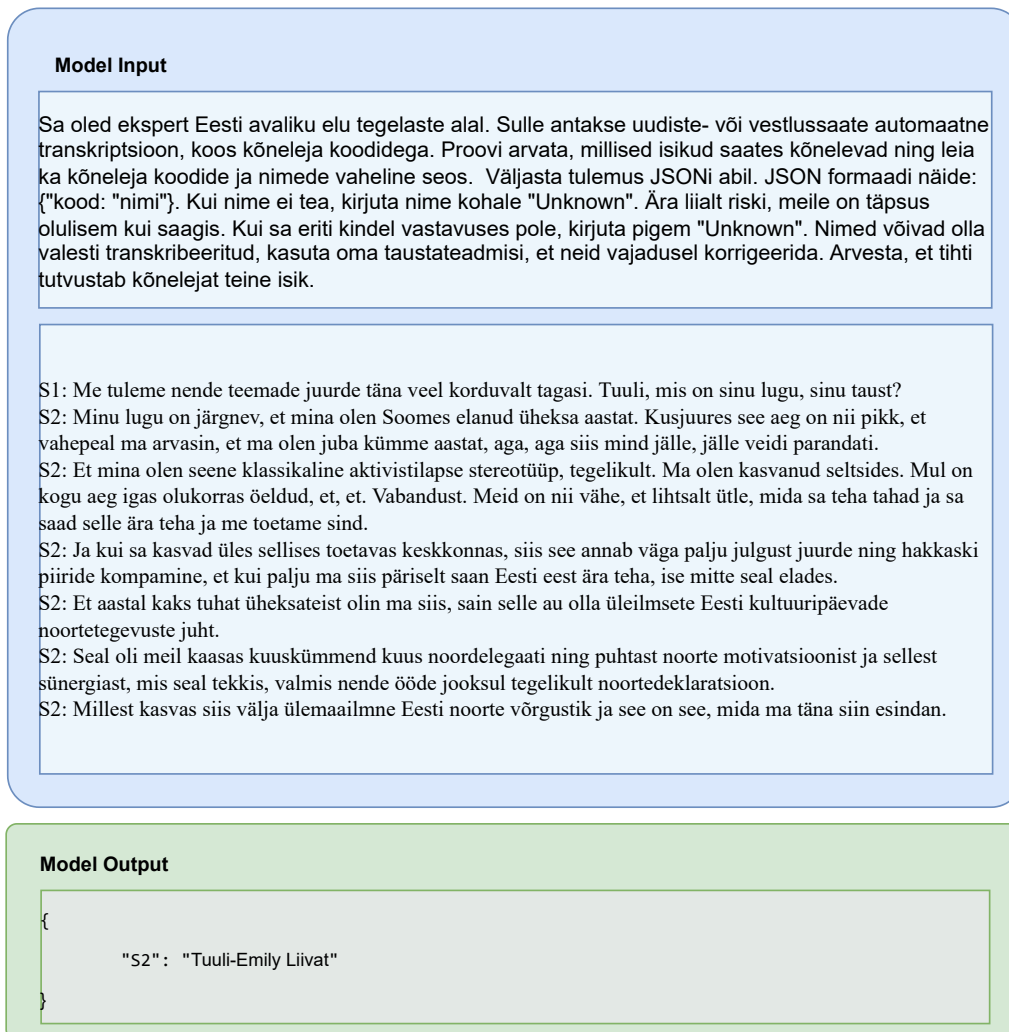 Model Input
Sa oled ekspert Eesti avaliku elu tegelaste alal. Sulle antakse uudiste- või vestlussaate automaatne
transkriptsioon, koos kõneleja koodidega. Proovi arvata, millised isikud saates kõnelevad ning leia
ka kõneleja koodide ja nimede vaheline seos.  Väljasta tulemus JSONi abil. JSON formaadi näide:
{"kood: "nimi"}. Kui nime ei tea, kirjuta nime kohale "Unknown". Ära liialt riski, meile on täpsus
olulisem kui saagis. Kui sa eriti kindel vastavuses pole, kirjuta pigem "Unknown". Nimed võivad olla
valesti transkribeeritud, kasuta oma taustateadmisi, et neid vajadusel korrigeerida. Arvesta, et tihti
tutvustab kõnelejat teine isik.
S1: Me tuleme nende teemade juurde täna veel korduvalt tagasi. Tuuli, mis on sinu lugu, sinu taust?
S2: Minu lugu on järgnev, et mina olen Soomes elanud üheksa aastat. Kusjuures see aeg on nii pikk, et
vahepeal ma arvasin, et ma olen juba kümme aastat, aga, aga siis mind jälle, jälle veidi parandati.
S2: Et mina olen seene klassikaline aktivistilapse stereotüüp, tegelikult. Ma olen kasvanud seltsides. Mul on
kogu aeg igas olukorras öeldud, et, et. Vabandust. Meid on nii vähe, et lihtsalt ütle, mida sa teha tahad ja sa
saad selle ära teha ja me toetame sind.
S2: Ja kui sa kasvad üles sellises toetavas keskkonnas, siis see annab väga palju julgust juurde ning hakkaski
piiride kompamine, et kui palju ma siis päriselt saan Eesti eest ära teha, ise mitte seal elades.
S2: Et aastal kaks tuhat üheksateist olin ma siis, sain selle au olla üleilmsete Eesti kultuuripäevade
noortetegevuste juht.
S2: Seal oli meil kaasas kuuskümmend kuus noordelegaati ning puhtast noorte motivatsioonist ja sellest
sünergiast, mis seal tekkis, valmis nende ööde jooksul tegelikult noortedeklaratsioon.
S2: Millest kasvas siis välja ülemaailmne Eesti noorte võrgustik ja see on see, mida ma täna siin esindan.
Model Output
{
"S2": "Tuuli-Emily Liivat"
}